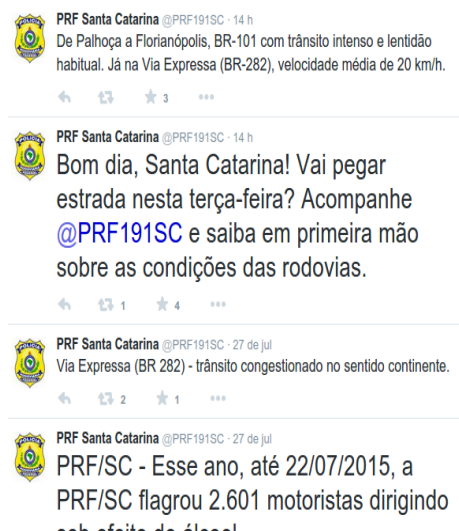 PRF Santa Catarina @PRF191SC · 14 h
De Palhoça a Florianópolis, BR-101 com trânsito intenso e lentidão
habitual. Já na Via Expressa (BR-282), velocidade média de 20 km/h.
3
PRF Santa Catarina @PRF191SC · 14 h
Bom dia, Santa Catarina! Vai pegar
estrada nesta terça-feira? Acompanhe
@PRF191SC e saiba em primeira mão
sobre as condições das rodovias.
1 4
PRF Santa Catarina @PRF191SC · 27 de jul
Via Expressa (BR 282) - trânsito congestionado no sentido continente.
2 1
PRF Santa Catarina @PRF191SC · 27 de jul
PRF/SC - Esse ano, até 22/07/2015, a
PRF/SC flagrou 2.601 motoristas dirigindo
sob efeito de álcool